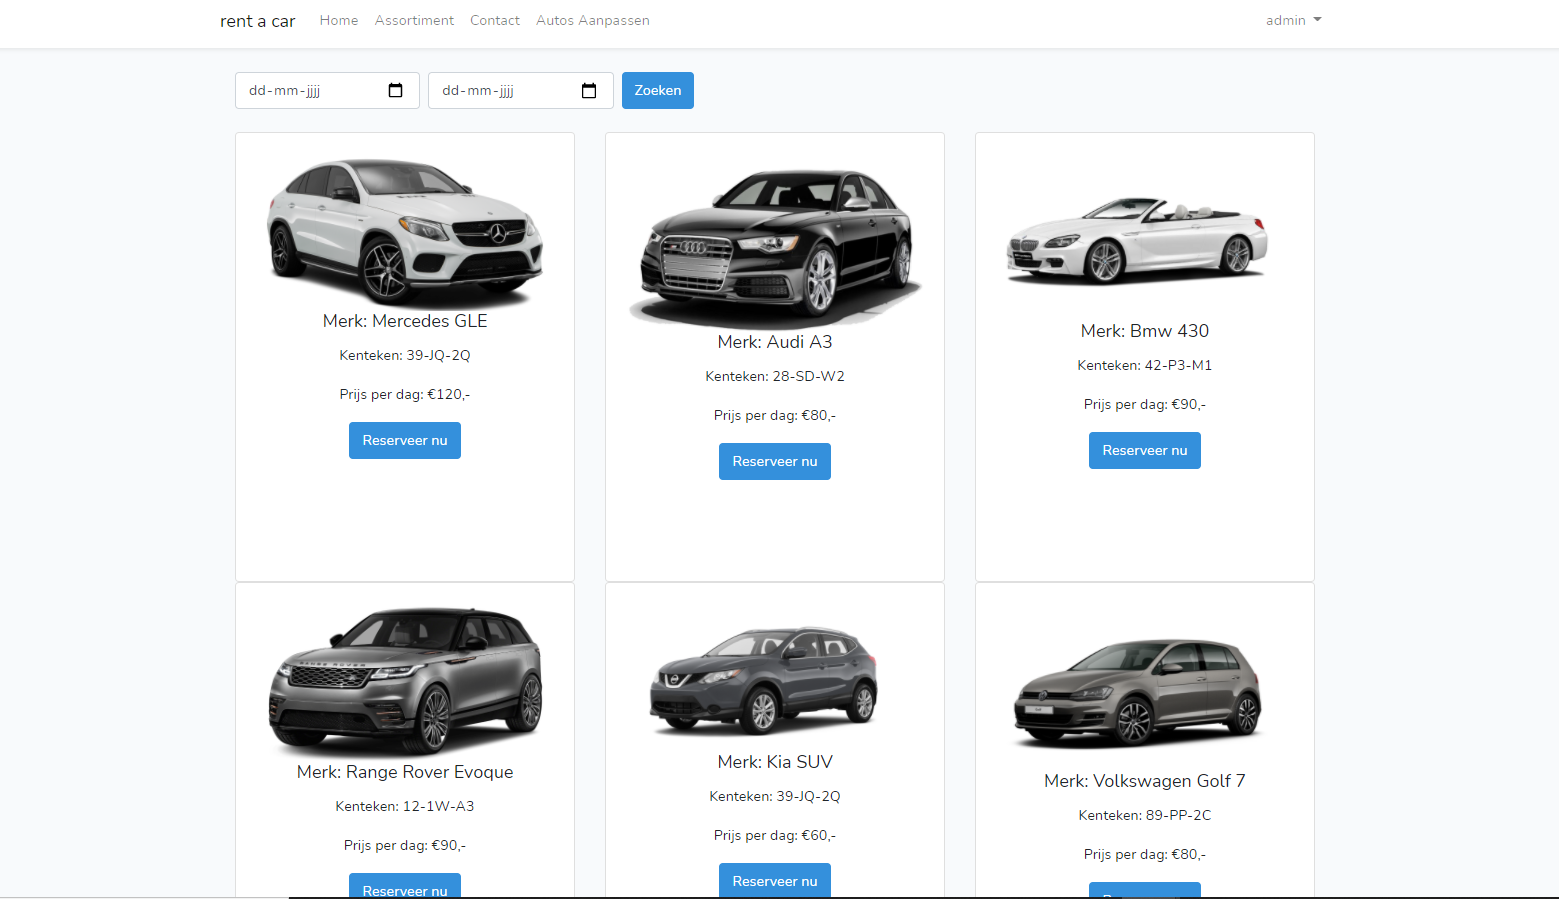 rent a car Home Assortiment Contact Autos Aanpassen admin
dd-mm-jjjj dd-mm-jjjj Zoeken
Merk: Mercedes GLE
Kenteken: 39-JQ-2Q
Prijs per dag: €120,-
Reserveer nu
Merk: Audi A3
Kenteken: 28-SD-W2
Prijs per dag: €80,-
Reserveer nu
Merk: Bmw 430
Kenteken: 42-P3-M1
Prijs per dag: €90,-
Reserveer nu
RANGE ROVER
Merk: Range Rover Evoque
Kenteken: 12-1W-A3
Prijs per dag: €90,-
Reserveer nu
Merk: Kia SUV
Kenteken: 39-JQ-2Q
Prijs per dag: €60,-
Reserveer nu
Merk: Volkswagen Golf 7
Kenteken: 89-PP-2C
Prijs per dag: €80,-